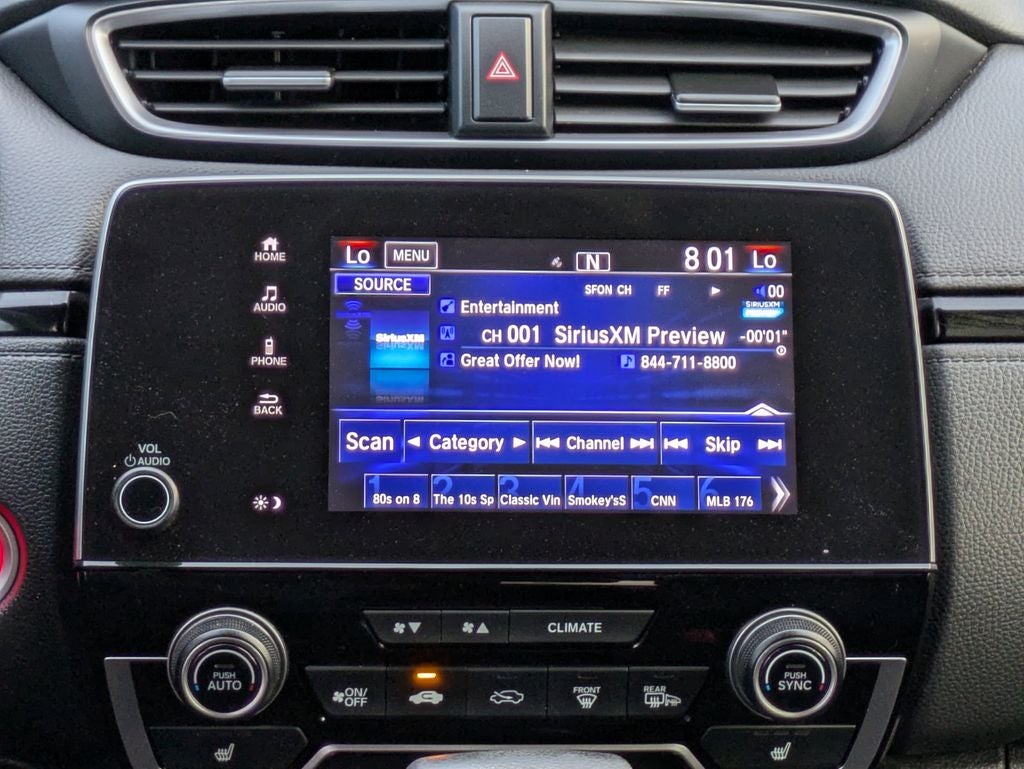 HOME
AUDIO
PHONE
BACK
VOL
AUDIO
Lo MENU N 8 01 Lo
SOURCE SFON CH FF 00
Entertainment SIRIUSXM
CH 001 SiriusXM Preview -00'01"
SiriusXM
Great Offer Now! 844-711-8800
Scan Category Channel Skip
1 2 3 4 5 6
80s on 8 The 10s Sp Classic Vin Smokey'sS CNN MLB 176
CLIMATE
PUSH
AUTO
ON/
OFF
FRONT
REAR
PUSH
SYNC